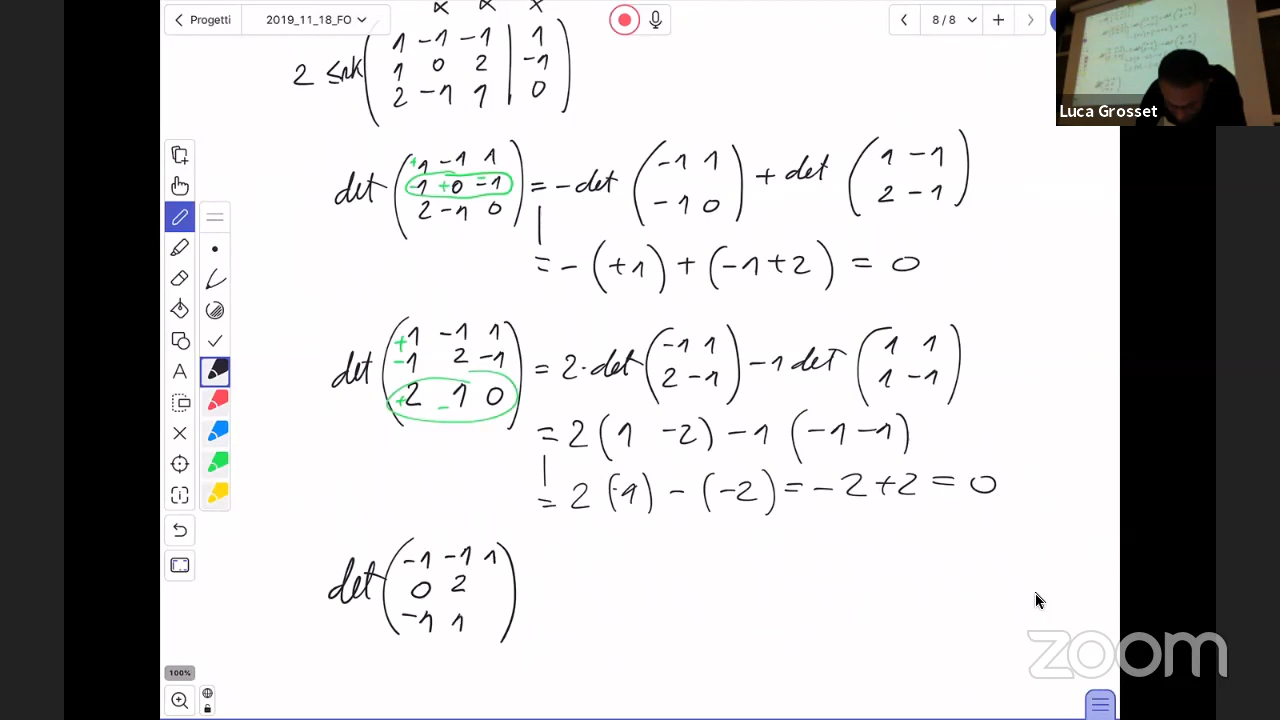 Progetti 2019_11_18_FO 8/8
x x x
1 -1 -1 | 1
2 ≤ rk ( 1 0 2 | -1 )
2 -1 1 | 0
+1 -1 1
det ( -1 +0 -1 ) = - det ( -1 1 ) + det ( 1 -1 )
2 -1 0 -1 0 2 -1
= - (+1) + (-1+2) = 0
+1 -1 1
det ( -1 2 -1 ) = 2 · det ( -1 1 ) - 1 det ( 1 1 )
+2 -1 0 2 -1 1 -1
= 2 (1 -2) - 1 (-1 -1)
= 2 (-1) - (-2) = -2 + 2 = 0
-1 -1 1
det ( 0 2 )
-1 1
A
100%
Luca Grosset
zoom